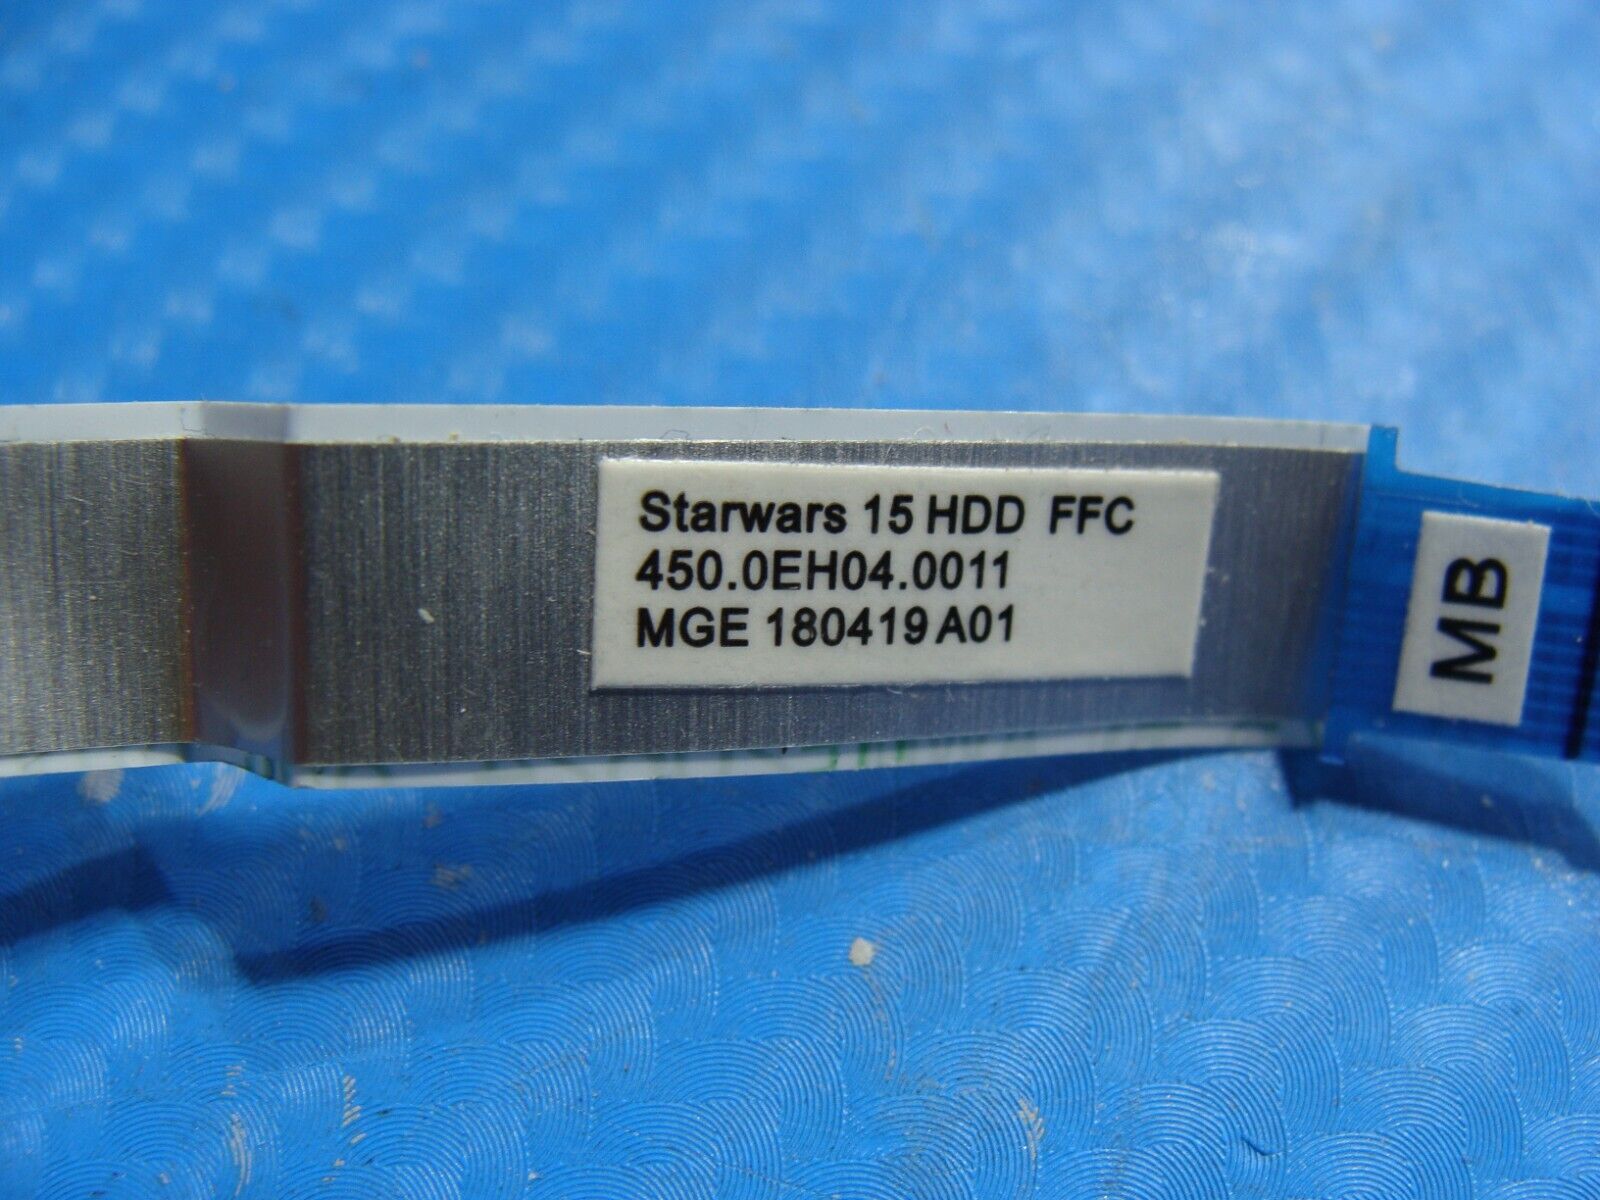 Starwars 15 HDD FFC
450.0EH04.0011
MGE 180419 A01
MB